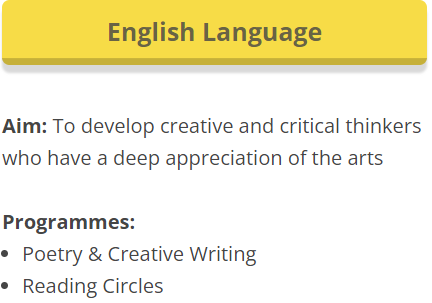 English Language
Aim: To develop creative and critical thinkers
who have a deep appreciation of the arts
Programmes:
• Poetry & Creative Writing
• Reading Circles